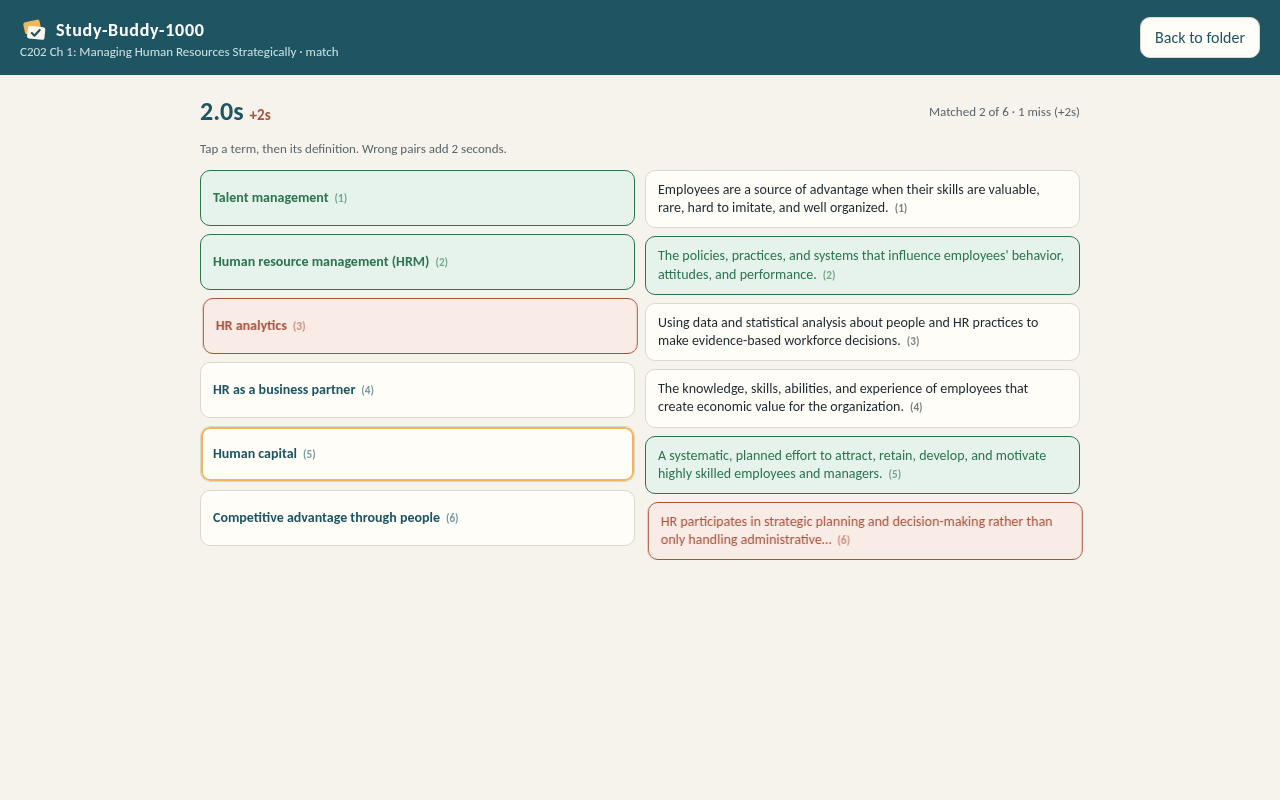 Study-Buddy-1000
C202 Ch 1: Managing Human Resources Strategically · match
Back to folder
2.0s +2s
Matched 2 of 6 · 1 miss (+2s)
Tap a term, then its definition. Wrong pairs add 2 seconds.
Talent management (1)
Human resource management (HRM) (2)
HR analytics (3)
HR as a business partner (4)
Human capital (5)
Competitive advantage through people (6)
Employees are a source of advantage when their skills are valuable,
rare, hard to imitate, and well organized. (1)
The policies, practices, and systems that influence employees' behavior,
attitudes, and performance. (2)
Using data and statistical analysis about people and HR practices to
make evidence-based workforce decisions. (3)
The knowledge, skills, abilities, and experience of employees that
create economic value for the organization. (4)
A systematic, planned effort to attract, retain, develop, and motivate
highly skilled employees and managers. (5)
HR participates in strategic planning and decision-making rather than
only handling administrative… (6)